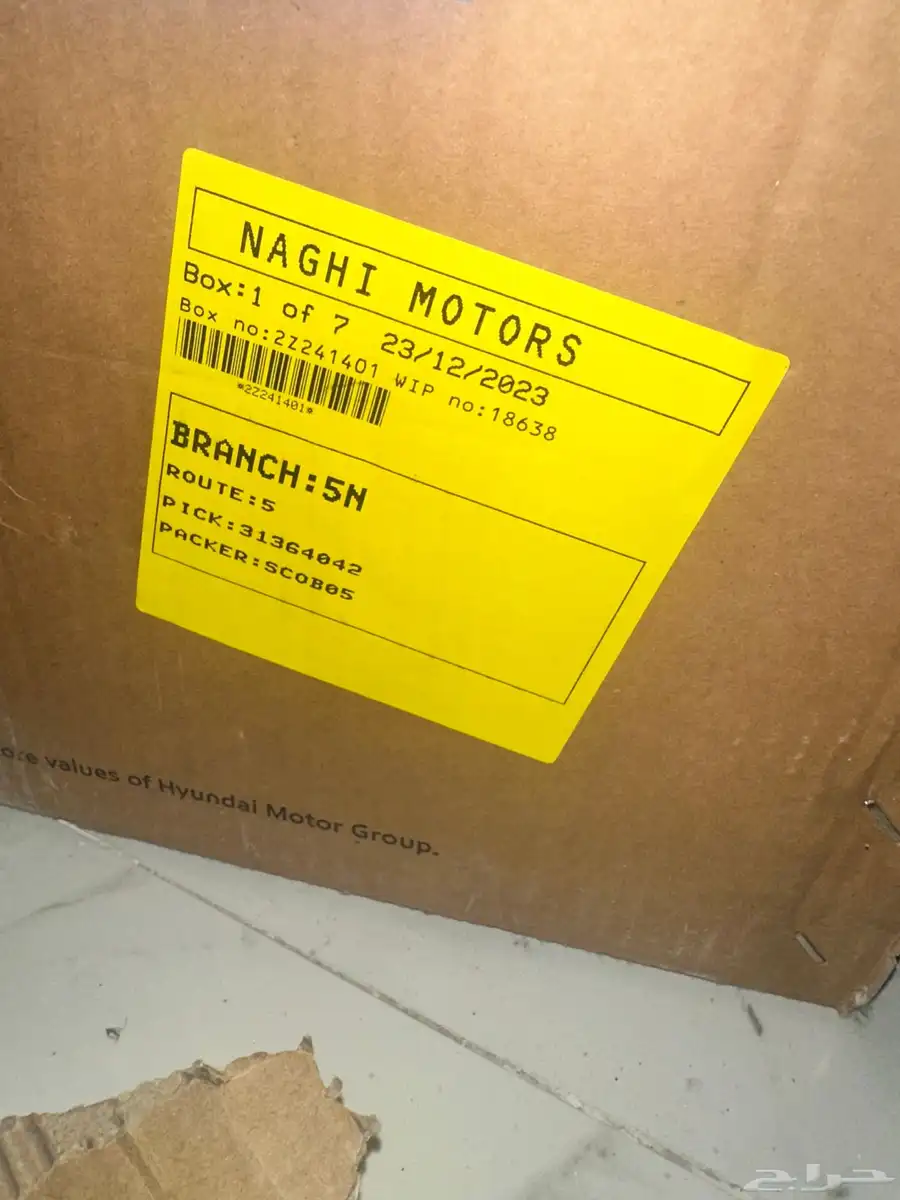 NAGHI MOTORS
Box:1 of 7 23/12/2023
Box no:2Z241401 WIP no:18638
*2Z241401*
BRANCH:5N
ROUTE:5
PICK:31364042
PACKER:SCOB05
values of Hyundai Motor Group.
حراج